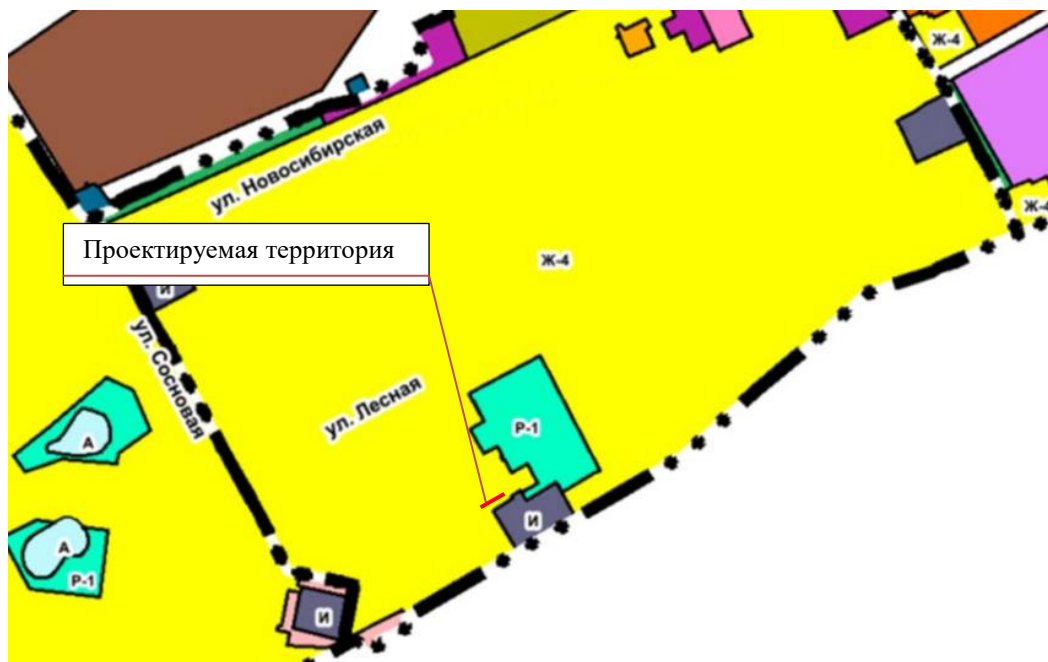 Ж-4
ул. Новосибирская
Ж-4
Проектируемая территория
Ж-4
И
ул. Сосновая
ул. Лесная
Р-1
А
И
А
Р-1
И